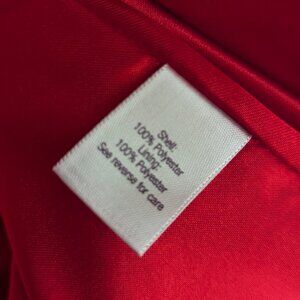 Shell:
100% Polyester
Lining:
100% Polyester
See reverse for care